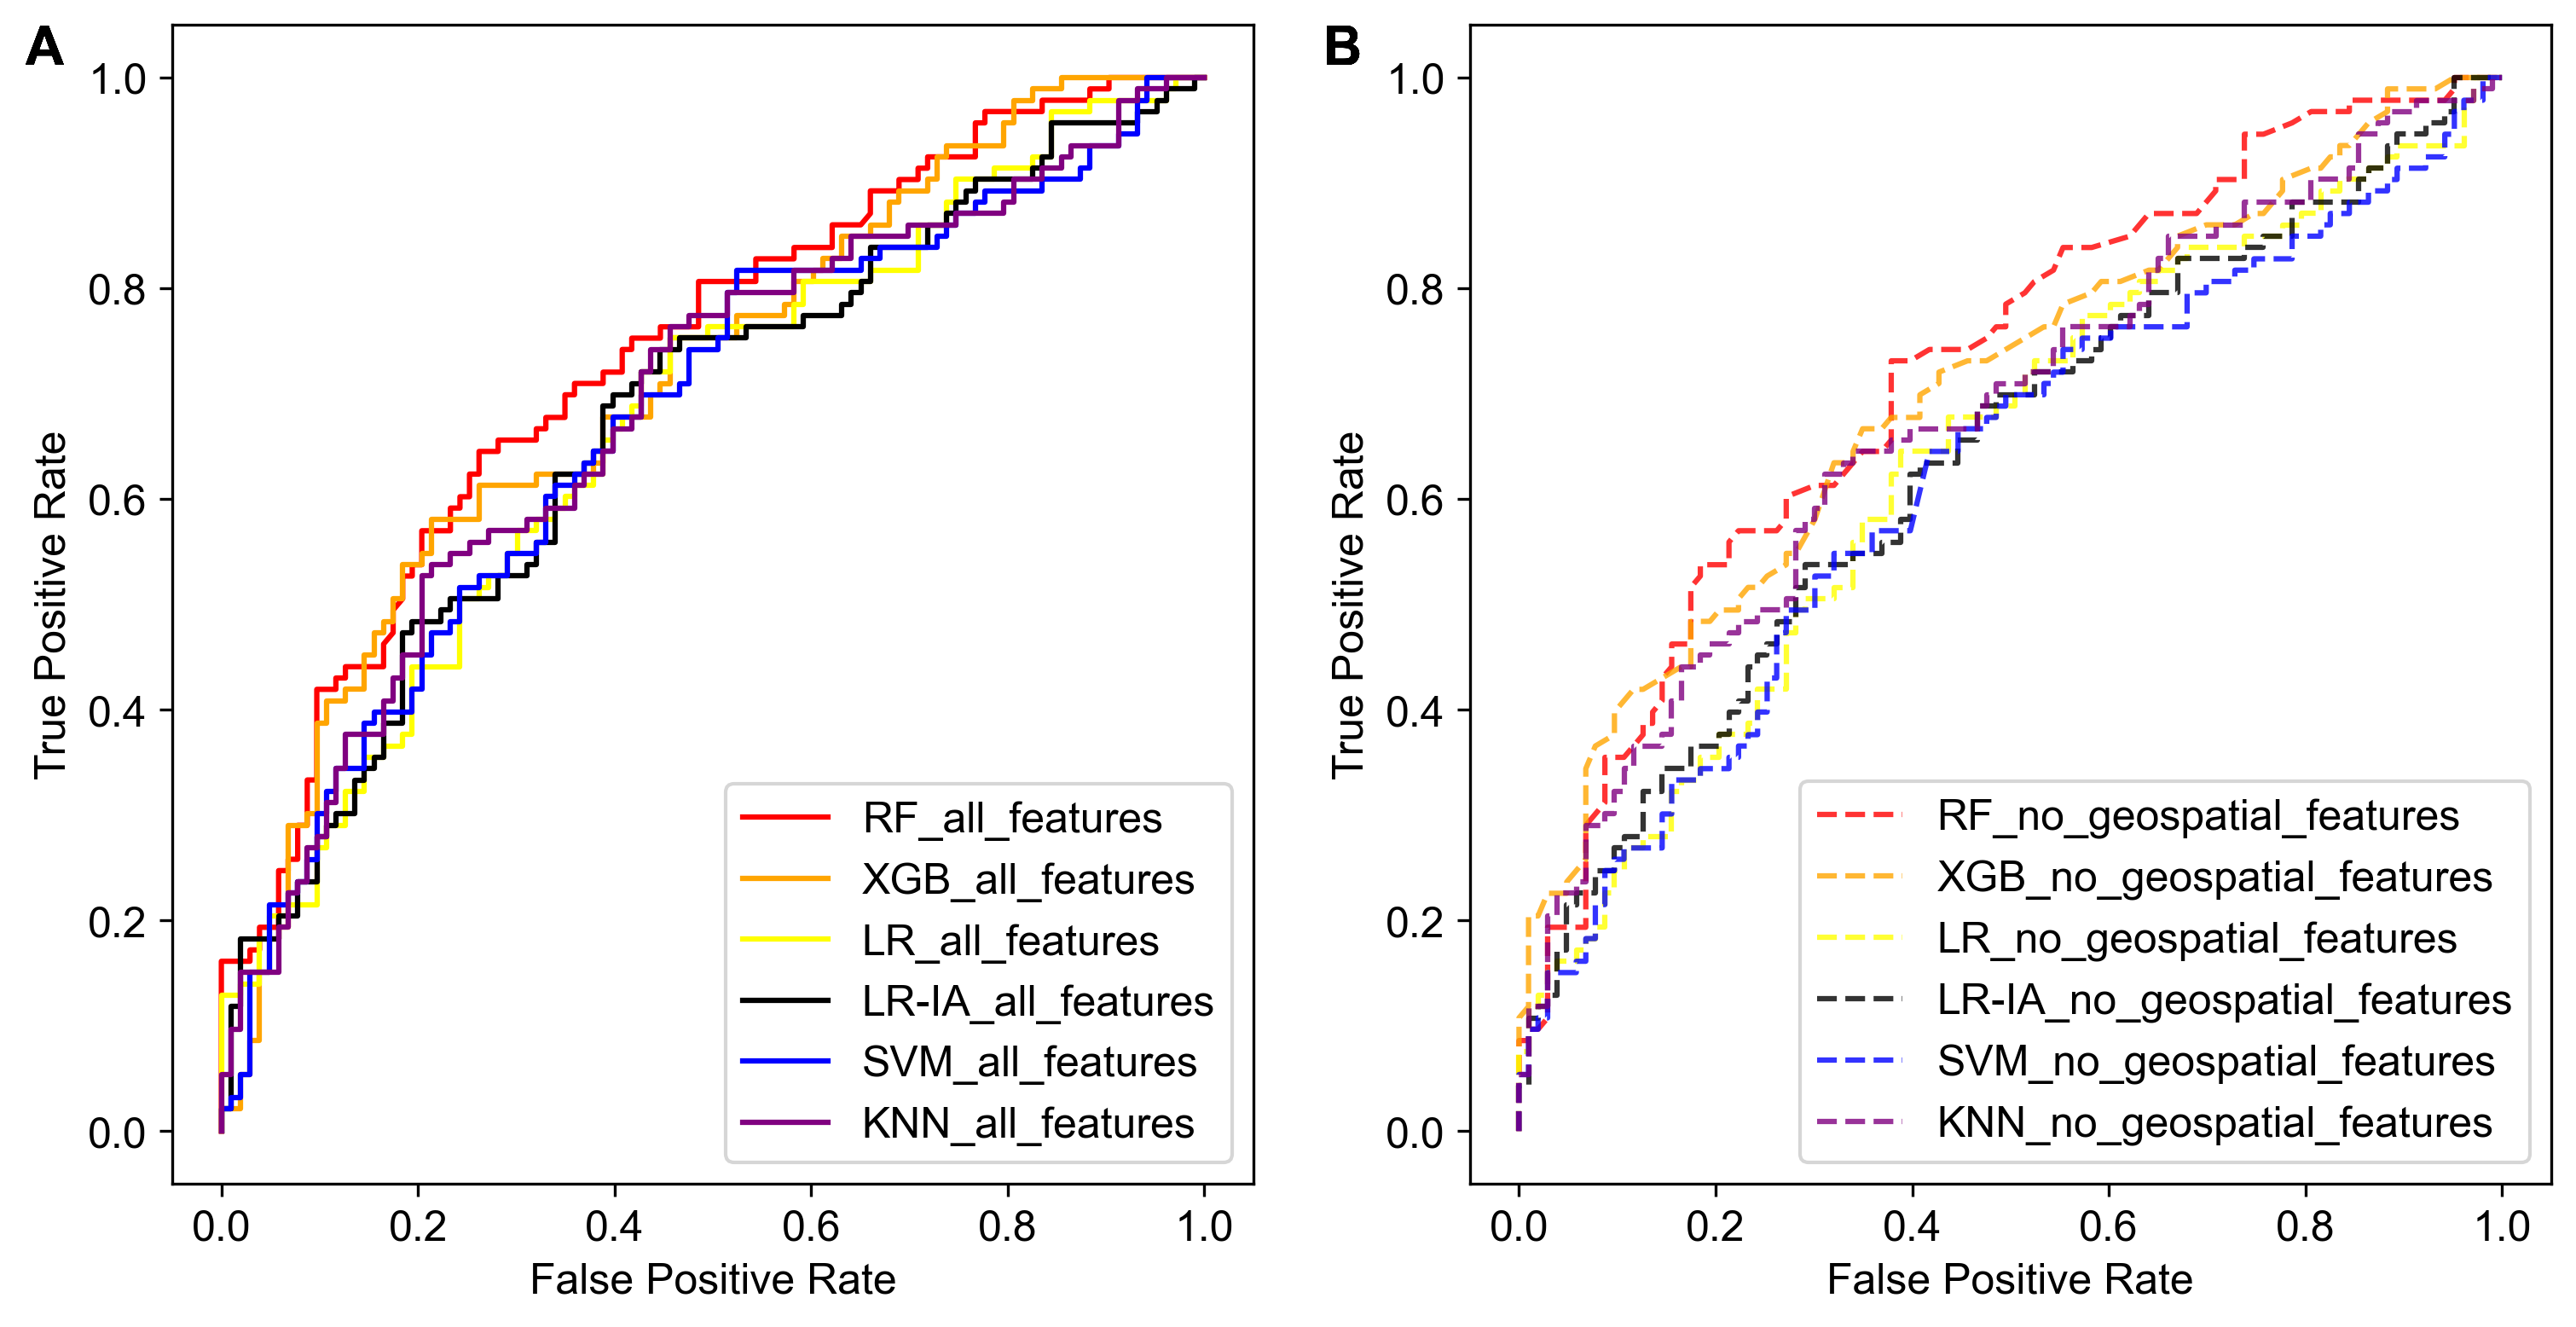 A
True Positive Rate
1.0
0.8
0.6
0.4
0.2
0.0
0.0 0.2 0.4 0.6 0.8 1.0
False Positive Rate
RF_all_features
XGB_all_features
LR_all_features
LR-IA_all_features
SVM_all_features
KNN_all_features
B
True Positive Rate
1.0
0.8
0.6
0.4
0.2
0.0
0.0 0.2 0.4 0.6 0.8 1.0
False Positive Rate
RF_no_geospatial_features
XGB_no_geospatial_features
LR_no_geospatial_features
LR-IA_no_geospatial_features
SVM_no_geospatial_features
KNN_no_geospatial_features